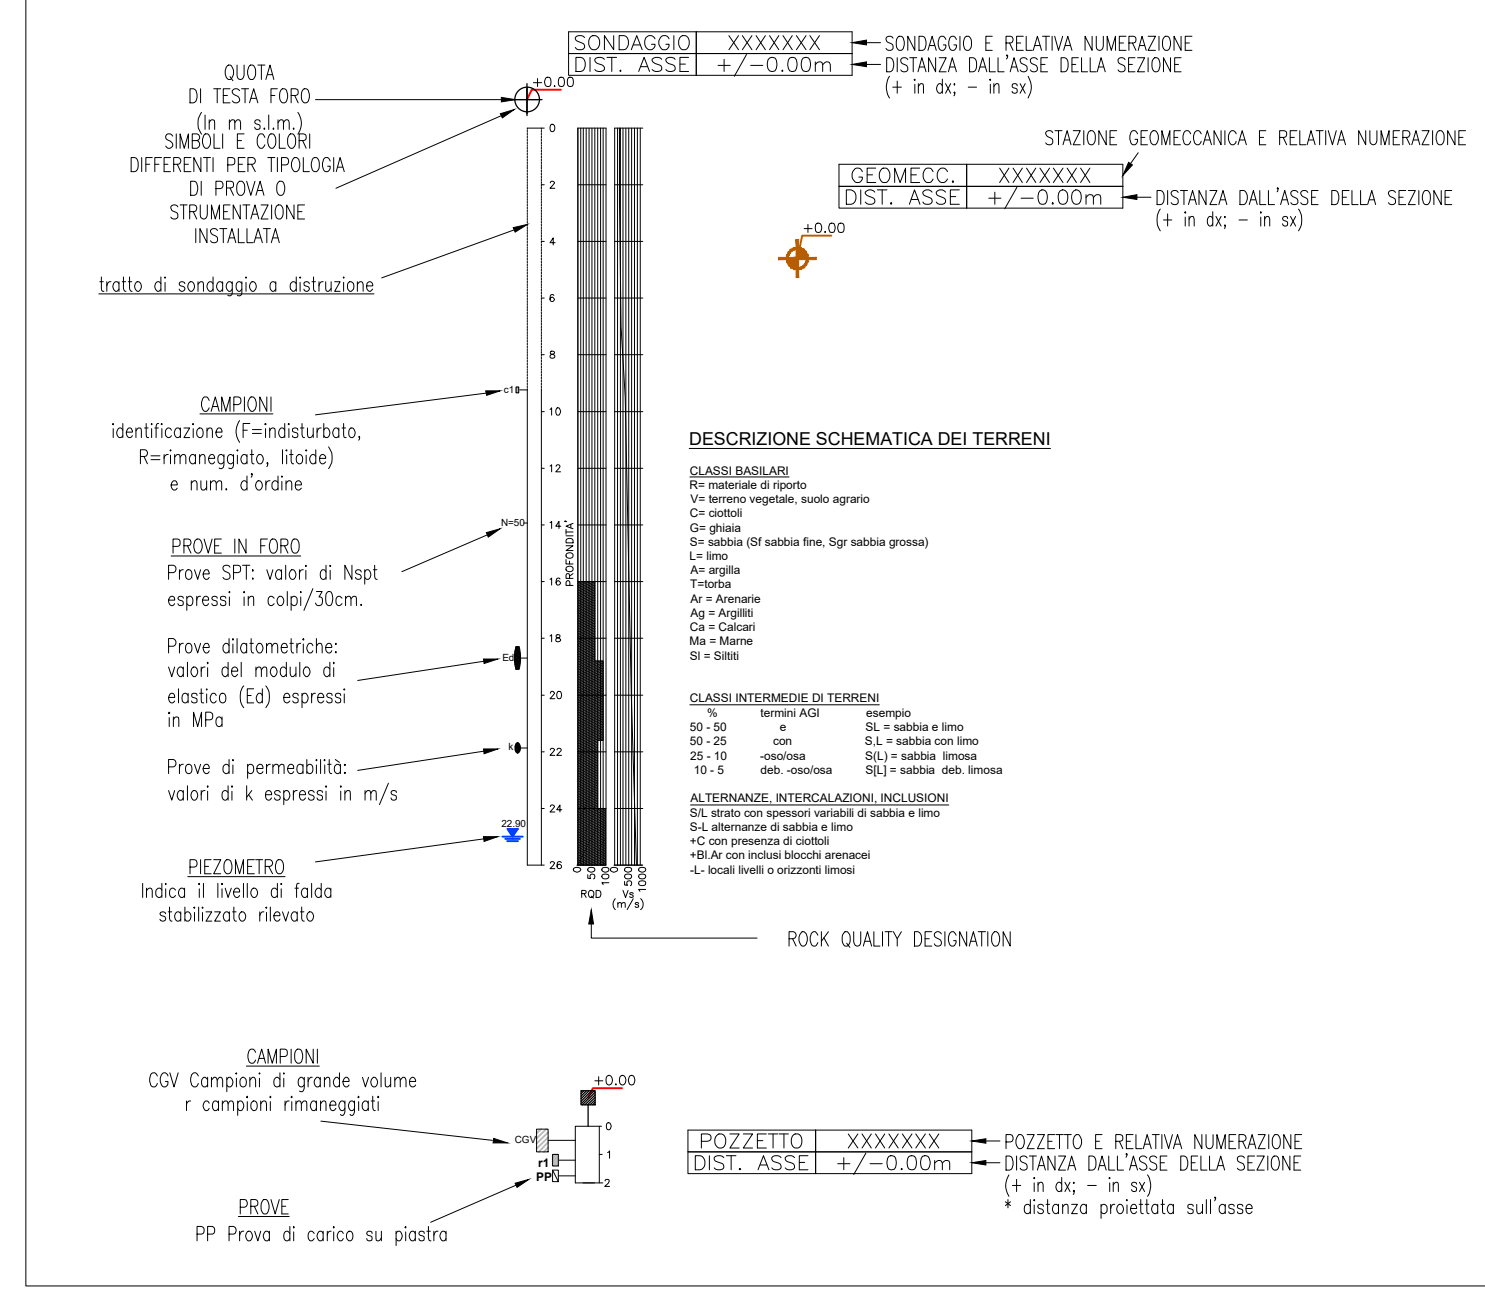 SONDAGGIO XXXXXXX
DIST. ASSE +/-0.00m
SONDAGGIO E RELATIVA NUMERAZIONE
DISTANZA DALL'ASSE DELLA SEZIONE
(+ in dx; - in sx)
QUOTA
DI TESTA FORO
(In m s.l.m.)
SIMBOLI E COLORI
DIFFERENTI PER TIPOLOGIA
DI PROVA O
STRUMENTAZIONE
INSTALLATA
+0.00
STAZIONE GEOMECCANICA E RELATIVA NUMERAZIONE
GEOMECC. XXXXXXX
DIST. ASSE +/-0.00m
DISTANZA DALL'ASSE DELLA SEZIONE
(+ in dx; - in sx)
+0.00
tratto di sondaggio a distruzione
0
2
4
6
8
10
12
14
16
18
20
22
24
26
PROFONDITA'
c1
N=50
Ed
k
22.90
0 50 100
RQD
0 500 1000
Vs
(m/s)
CAMPIONI
identificazione (F=indisturbato,
R=rimaneggiato, litoide)
e num. d'ordine
PROVE IN FORO
Prove SPT: valori di Nspt
espressi in colpi/30cm.
Prove dilatometriche:
valori del modulo di
elastico (Ed) espressi
in MPa
Prove di permeabilità:
valori di k espressi in m/s
PIEZOMETRO
Indica il livello di falda
stabilizzato rilevato
ROCK QUALITY DESIGNATION
DESCRIZIONE SCHEMATICA DEI TERRENI
CLASSI BASILARI
R= materiale di riporto
V= terreno vegetale, suolo agrario
C= ciottoli
G= ghiaia
S= sabbia (Sf sabbia fine, Sgr sabbia grossa)
L= limo
A= argilla
T=torba
Ar = Arenarie
Ag = Argilliti
Ca = Calcari
Ma = Marne
Sl = Siltiti
CLASSI INTERMEDIE DI TERRENI
% termini AGI esempio
50 - 50 e SL = sabbia e limo
50 - 25 con S,L = sabbia con limo
25 - 10 -oso/osa S(L) = sabbia limosa
10 - 5 deb. -oso/osa S[L] = sabbia deb. limosa
ALTERNANZE, INTERCALAZIONI, INCLUSIONI
S/L strato con spessori variabili di sabbia e limo
S-L alternanze di sabbia e limo
+C con presenza di ciottoli
+Bl.Ar con inclusi blocchi arenacei
-L- locali livelli o orizzonti limosi
CAMPIONI
CGV Campioni di grande volume
r campioni rimaneggiati
PROVE
PP Prova di carico su piastra
+0.00
CGV
r1
PP
0
1
2
POZZETTO XXXXXXX
DIST. ASSE +/-0.00m
POZZETTO E RELATIVA NUMERAZIONE
DISTANZA DALL'ASSE DELLA SEZIONE
(+ in dx; - in sx)
* distanza proiettata sull'asse